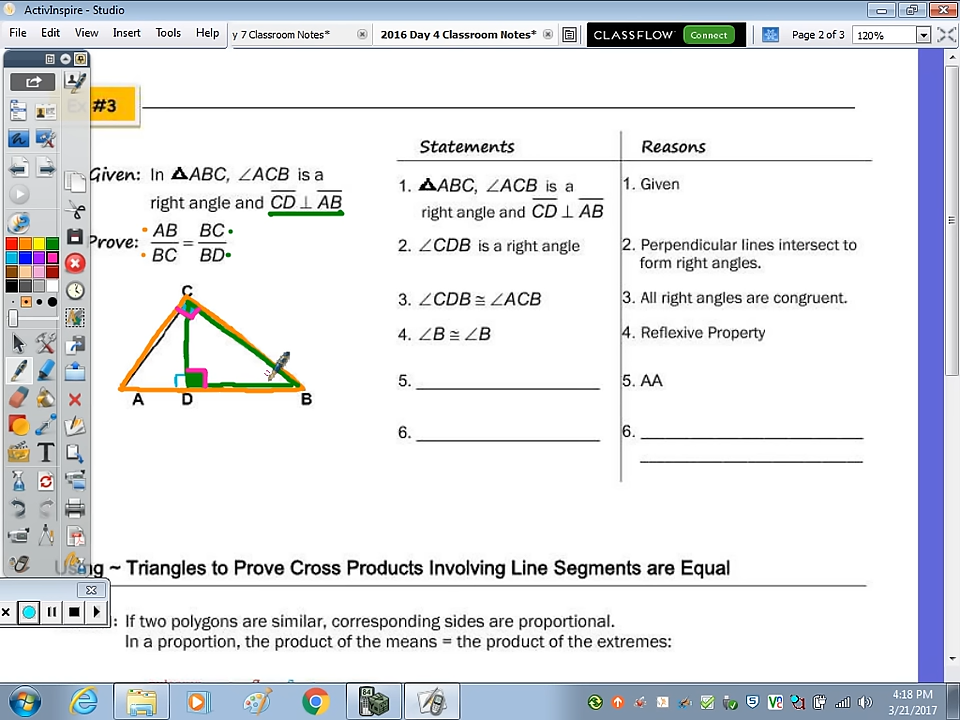 ActivInspire - Studio
File Edit View Insert Tools Help y 7 Classroom Notes* 2016 Day 4 Classroom Notes* CLASSFLOW Connect Page 2 of 3 120%
#3
Statements Reasons
Given: In △ABC, ∠ACB is a
right angle and CD ⊥ AB
Prove: AB/BC = BC/BD
1. △ABC, ∠ACB is a
right angle and CD ⊥ AB
1. Given
2. ∠CDB is a right angle
2. Perpendicular lines intersect to
form right angles.
3. ∠CDB ≅ ∠ACB
3. All right angles are congruent.
4. ∠B ≅ ∠B
4. Reflexive Property
5.
5. AA
6.
6.
C
A D B
Using ~ Triangles to Prove Cross Products Involving Line Segments are Equal
: If two polygons are similar, corresponding sides are proportional.
In a proportion, the product of the means = the product of the extremes:
4:18 PM
3/21/2017